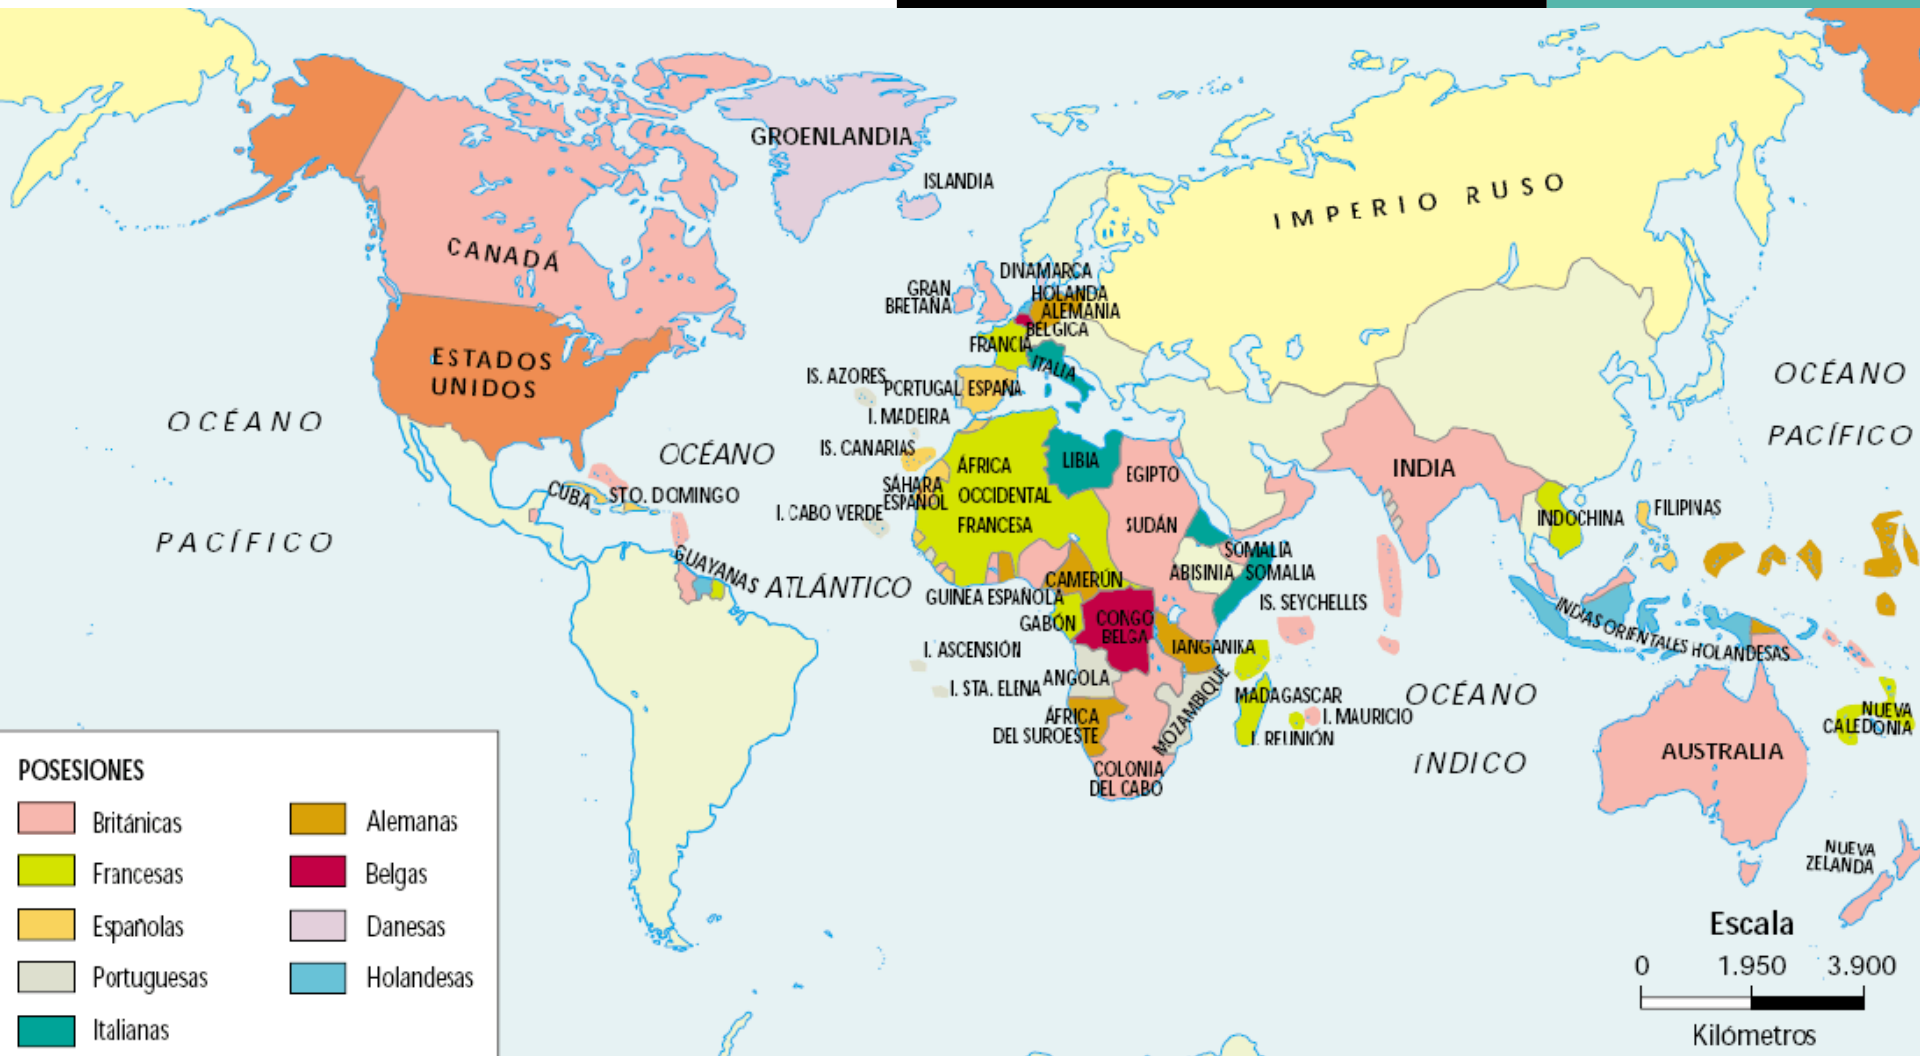 GROENLANDIA
ISLANDIA
IMPERIO RUSO
CANADÁ
DINAMARCA
GRAN
BRETAÑA
HOLANDA
ALEMANIA
BÉLGICA
FRANCIA
ITALIA
ESTADOS
UNIDOS
IS. AZORES
PORTUGAL
ESPAÑA
I. MADEIRA
OCÉANO
PACÍFICO
OCÉANO
ATLÁNTICO
OCÉANO
PACÍFICO
IS. CANARIAS
SÁHARA
ESPAÑOL
ÁFRICA
OCCIDENTAL
FRANCESA
LIBIA
EGIPTO
INDIA
CUBA
STO. DOMINGO
I. CABO VERDE
SUDÁN
INDOCHINA
FILIPINAS
GUAYANAS
SOMALIA
ABISINIA
SOMALIA
CAMERÚN
GUINEA ESPAÑOLA
GABÓN
CONGO
BELGA
IS. SEYCHELLES
TANGANIKA
INDIAS ORIENTALES HOLANDESAS
I. ASCENSIÓN
I. STA. ELENA
ANGOLA
MOZAMBIQUE
MADAGASCAR
I. MAURICIO
I. REUNIÓN
ÁFRICA
DEL SUROESTE
COLONIA
DEL CABO
OCÉANO
ÍNDICO
AUSTRALIA
NUEVA
CALEDONIA
NUEVA
ZELANDA
POSESIONES
Británicas
Francesas
Españolas
Portuguesas
Italianas
Alemanas
Belgas
Danesas
Holandesas
Escala
0 1.950 3.900
Kilómetros